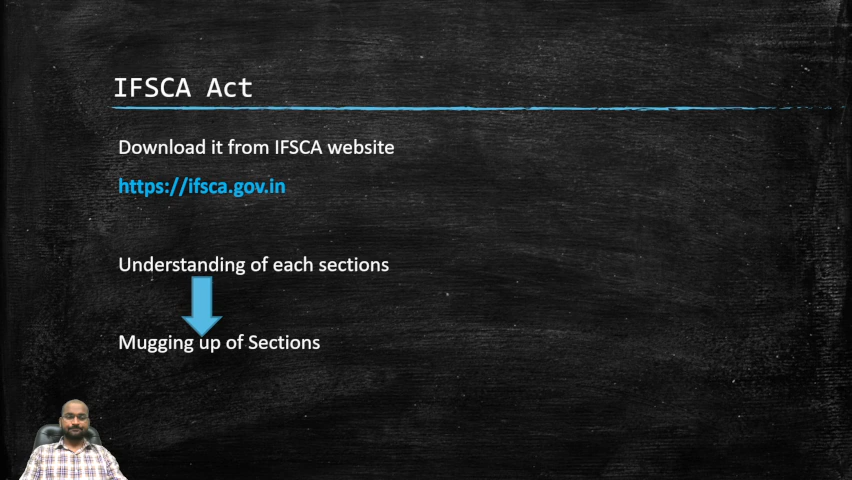 IFSCA Act
Download it from IFSCA website
https://ifsca.gov.in
Understanding of each sections
Mugging up of Sections